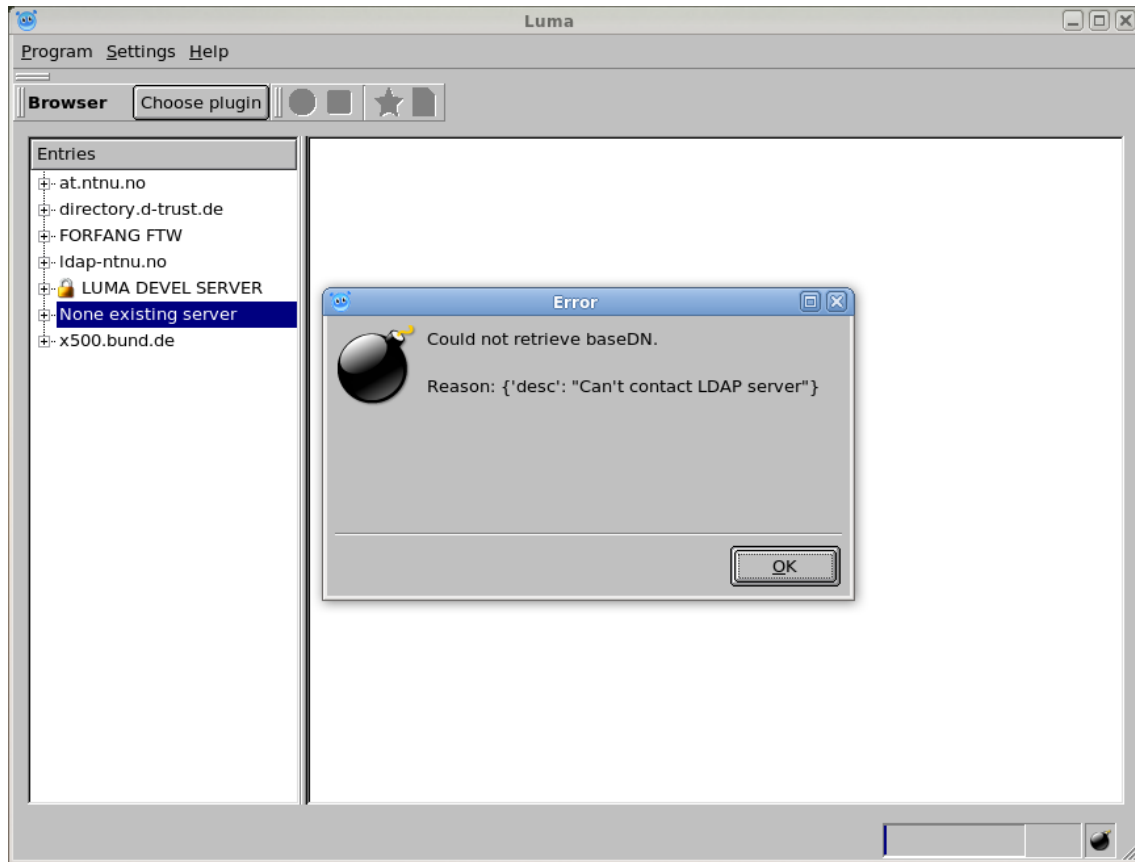 Luma
Program Settings Help
Browser Choose plugin
Entries
at.ntnu.no
directory.d-trust.de
FORFANG FTW
ldap-ntnu.no
LUMA DEVEL SERVER
None existing server
x500.bund.de
Error
Could not retrieve baseDN.
Reason: {'desc': "Can't contact LDAP server"}
OK